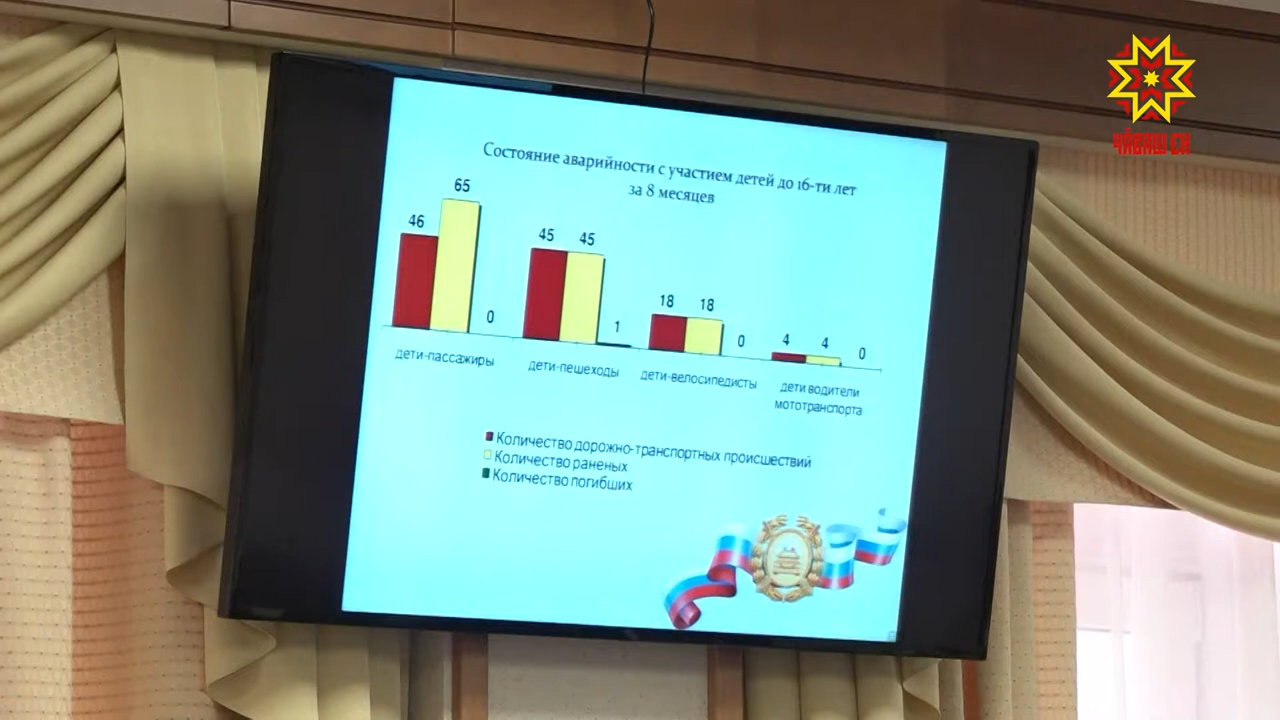 ЧӐВАШ ЕН
Состояние аварийности с участием детей до 16-ти лет
за 8 месяцев
46 65 0 45 45 1 18 18 0 4 4 0
дети-пассажиры дети-пешеходы дети-велосипедисты дети водители
мототранспорта
Количество дорожно-транспортных происшествий
Количество раненых
Количество погибших